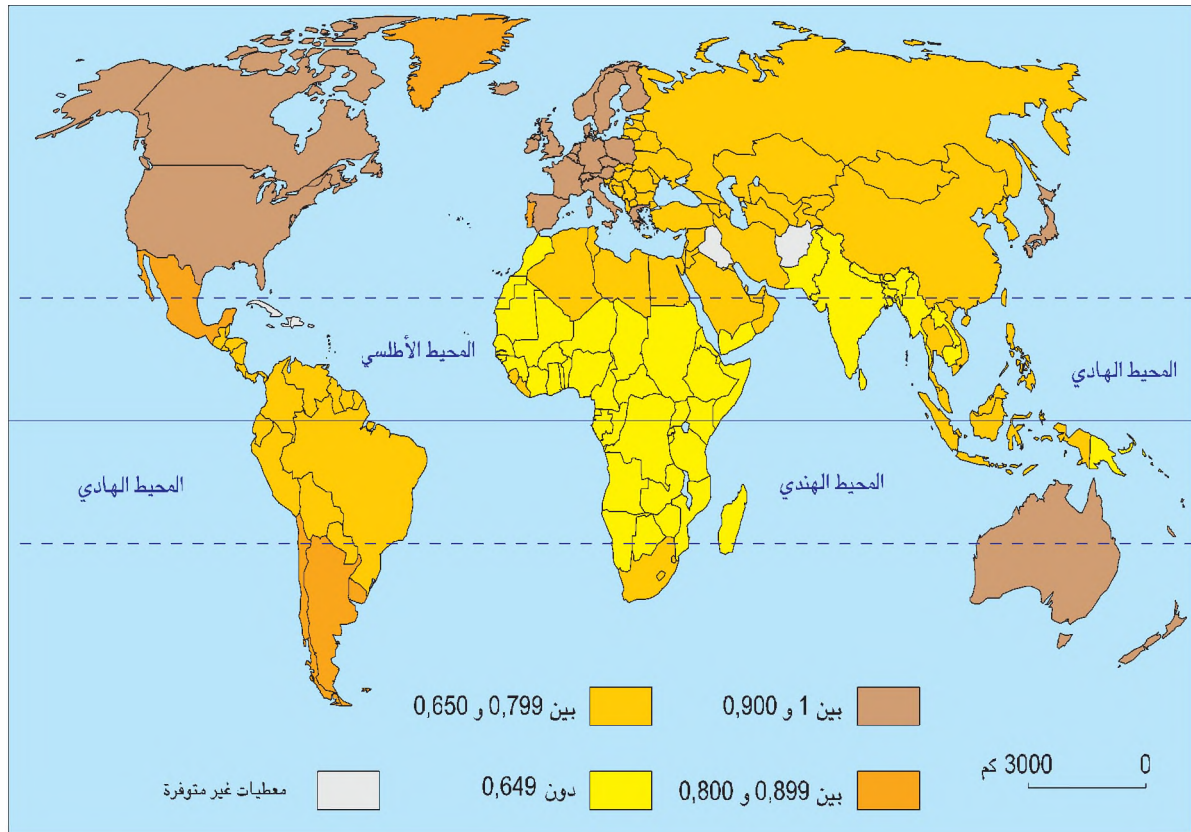 المحيط الأطلسي
المحيط الهادي
المحيط الهادي
المحيط الهندي
بين 1 و 0,900
بين 0,799 و 0,650
بين 0,899 و 0,800
دون 0,649
معطيات غير متوفرة
0 3000 كم